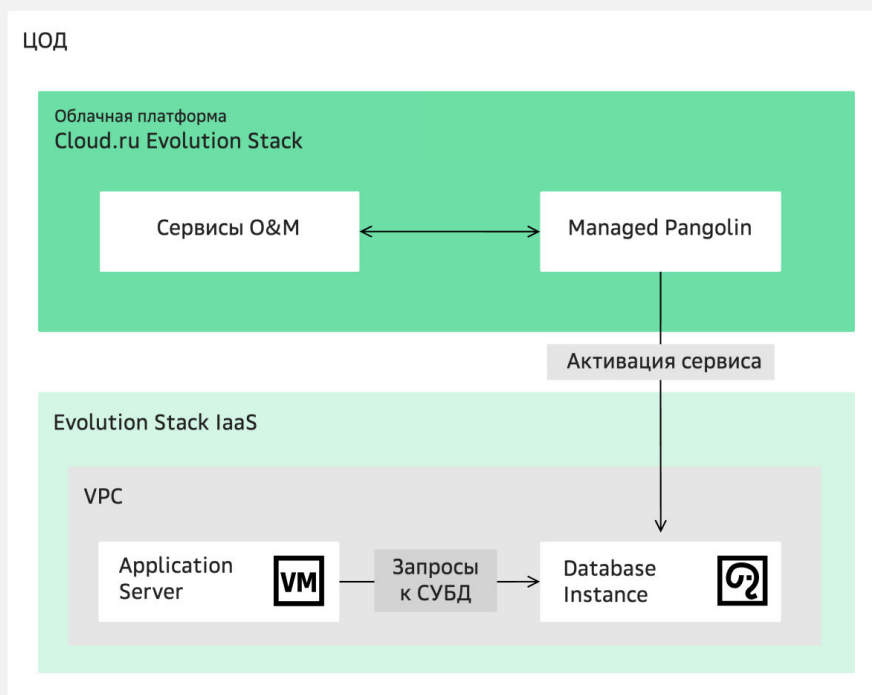 ЦОД
Облачная платформа
Cloud.ru Evolution Stack
Сервисы O&M
Managed Pangolin
Активация сервиса
Evolution Stack IaaS
VPC
Application
Server
VM
Запросы
к СУБД
Database
Instance